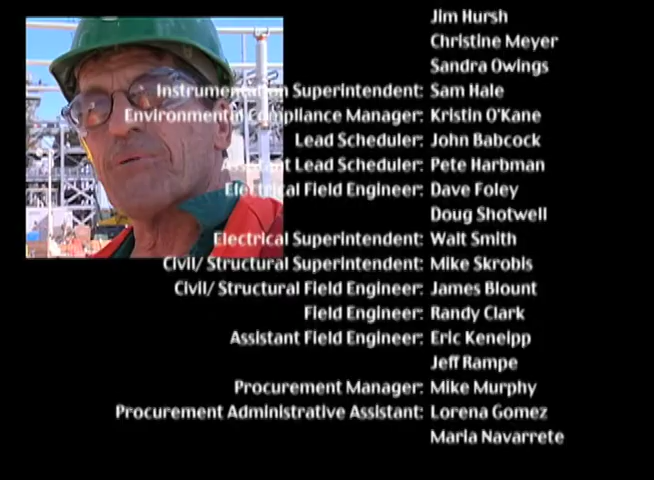 Jim Hursh
Christine Meyer
Sandra Owings
Instrumentation Superintendent: Sam Hale
Environmental Compliance Manager: Kristin O'Kane
Lead Scheduler: John Babcock
Assistant Lead Scheduler: Pete Harbman
Electrical Field Engineer: Dave Foley
Doug Shotwell
Electrical Superintendent: Walt Smith
Civil/ Structural Superintendent: Mike Skrobis
Civil/ Structural Field Engineer: James Blount
Field Engineer: Randy Clark
Assistant Field Engineer: Eric Keneipp
Jeff Rampe
Procurement Manager: Mike Murphy
Procurement Administrative Assistant: Lorena Gomez
Maria Navarrete